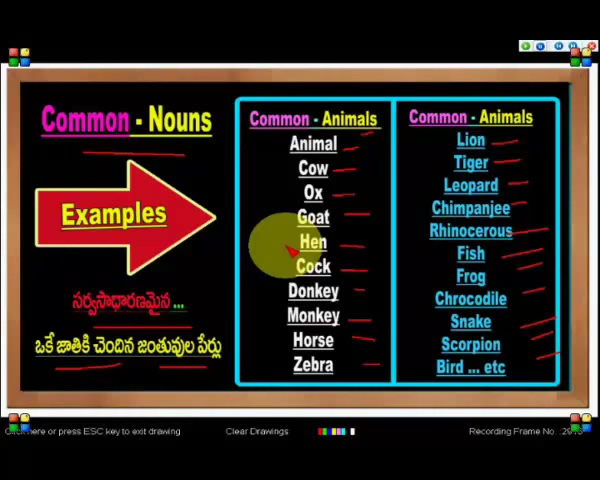 Common - Nouns
Examples
సర్వసాధారణమైన ...
ఒకే జాతికి చెందిన జంతువుల పేర్లు
Common - Animals
Animal
Cow
Ox
Goat
Hen
Cock
Donkey
Monkey
Horse
Zebra
Common - Animals
Lion
Tiger
Leopard
Chimpanjee
Rhinocerous
Fish
Frog
Chrocodile
Snake
Scorpion
Bird ... etc
here or press ESC key to exit drawing
Clear Drawings
Recording Frame No.